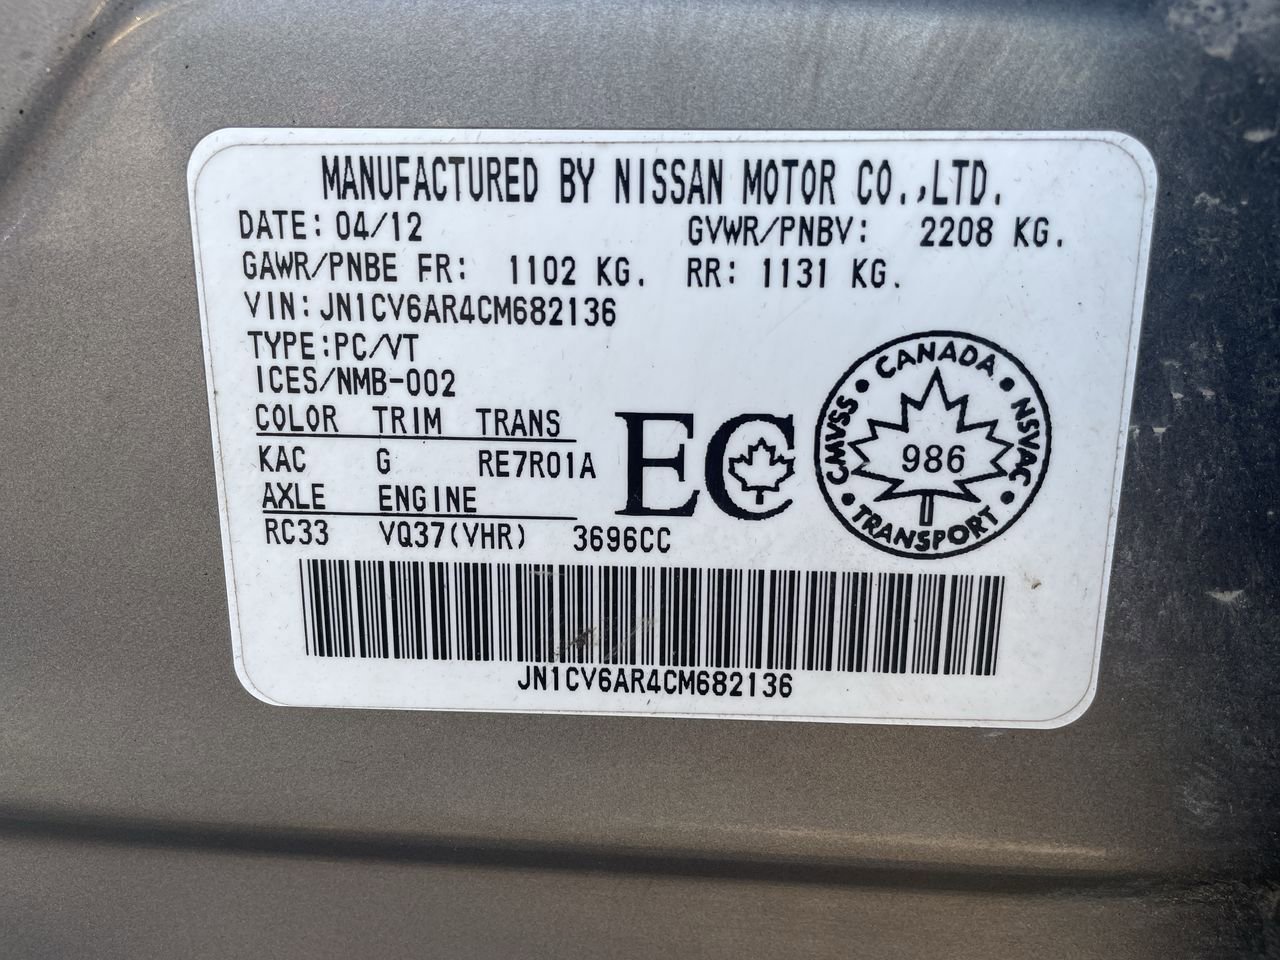 MANUFACTURED BY NISSAN MOTOR CO.,LTD.
DATE: 04/12 GVWR/PNBV: 2208 KG.
GAWR/PNBE FR: 1102 KG. RR: 1131 KG.
VIN: JN1CV6AR4CM682136
TYPE:PC/VT
ICES/NMB-002
COLOR TRIM TRANS
KAC G RE7R01A
AXLE ENGINE
RC33 VQ37(VHR) 3696CC
EC
CANADA
CMVSS
NSVAC
986
TRANSPORT
JN1CV6AR4CM682136